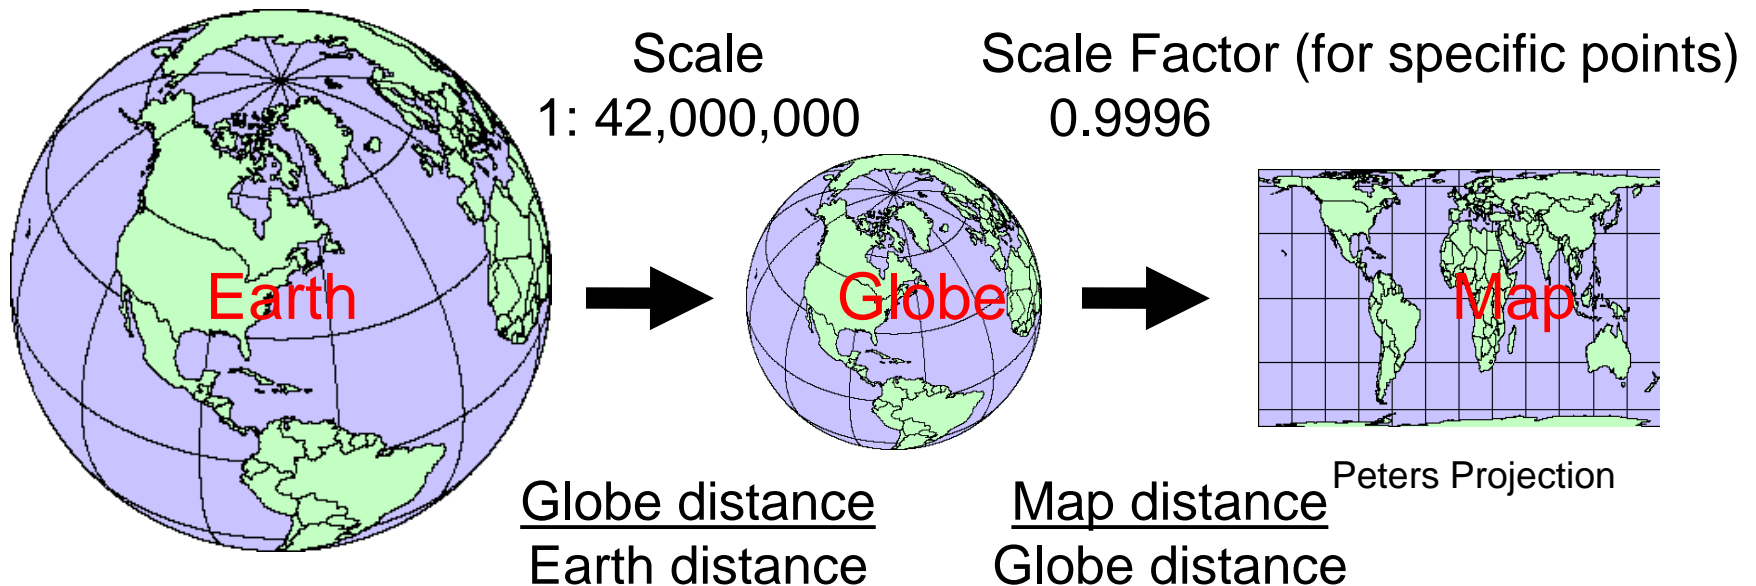 Scale
1: 42,000,000
Scale Factor (for specific points)
0.9996
Earth
Globe
Map
Peters Projection
Globe distance
Earth distance
Map distance
Globe distance